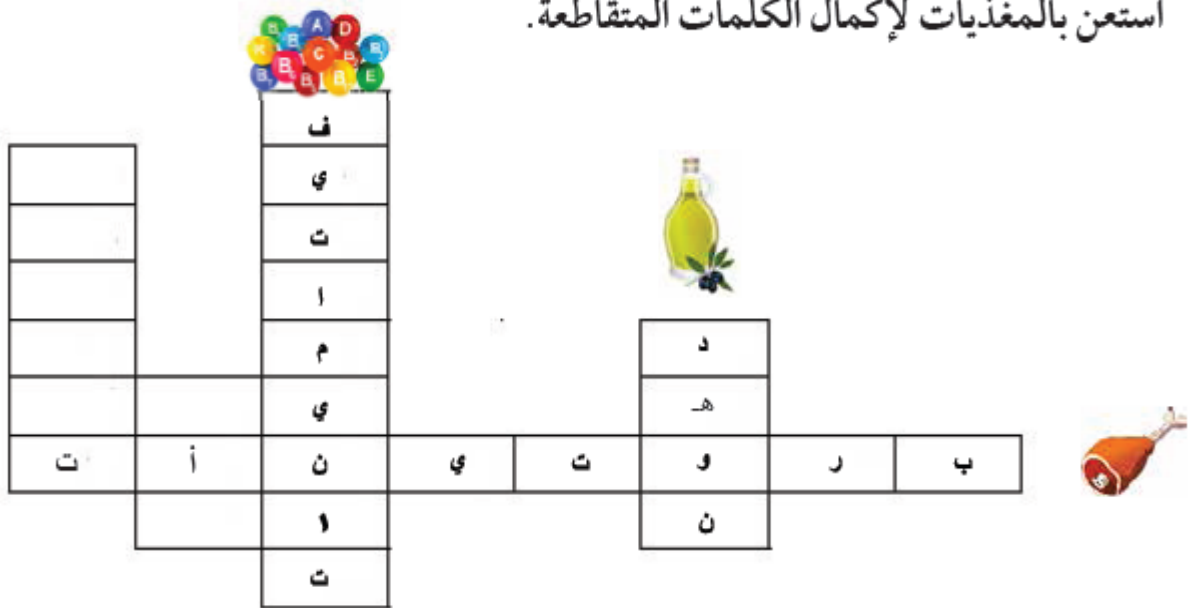 استعن بالمغذيات لإكمال الكلمات المتقاطعة.
B A D
K B C B B
B B B B E
ف
ي
ت
ا
د م
هـ ي
ب ر و ت ي ن أ ت
ن ا
ت